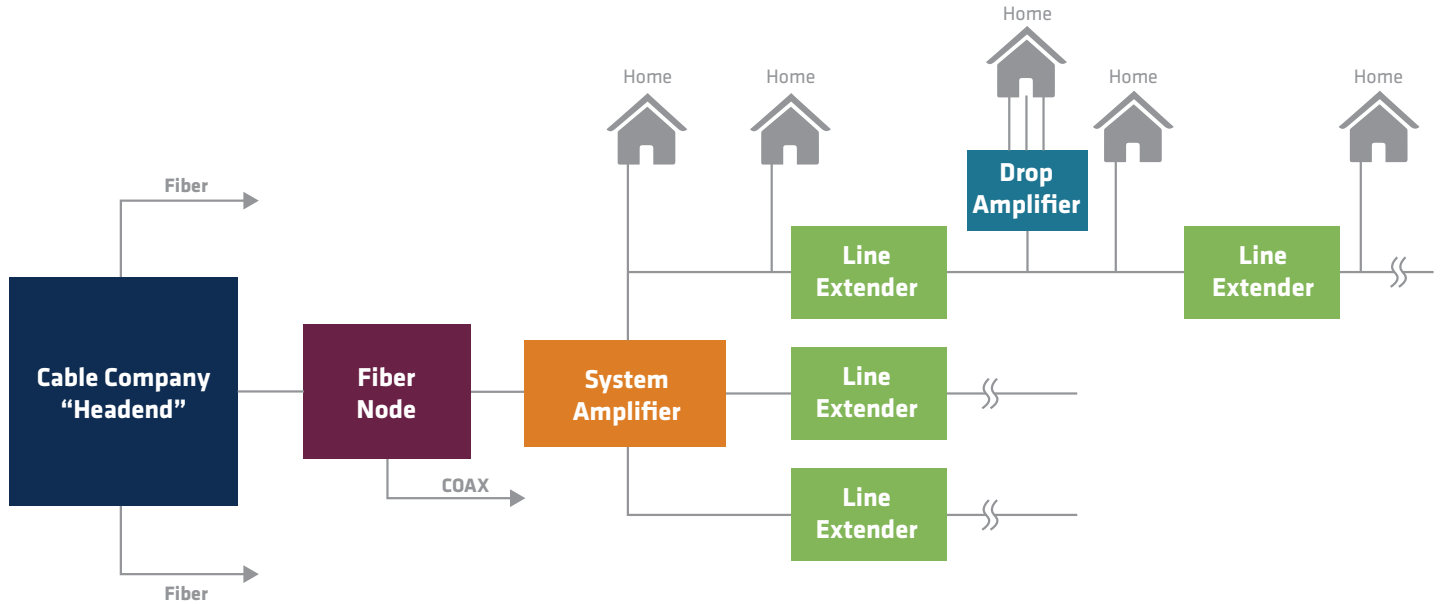 Home
Home
Home
Home
Home
Drop
Amplifier
Fiber
Line
Extender
Line
Extender
Cable Company
“Headend”
Fiber
Node
System
Amplifier
Line
Extender
COAX
Line
Extender
Fiber